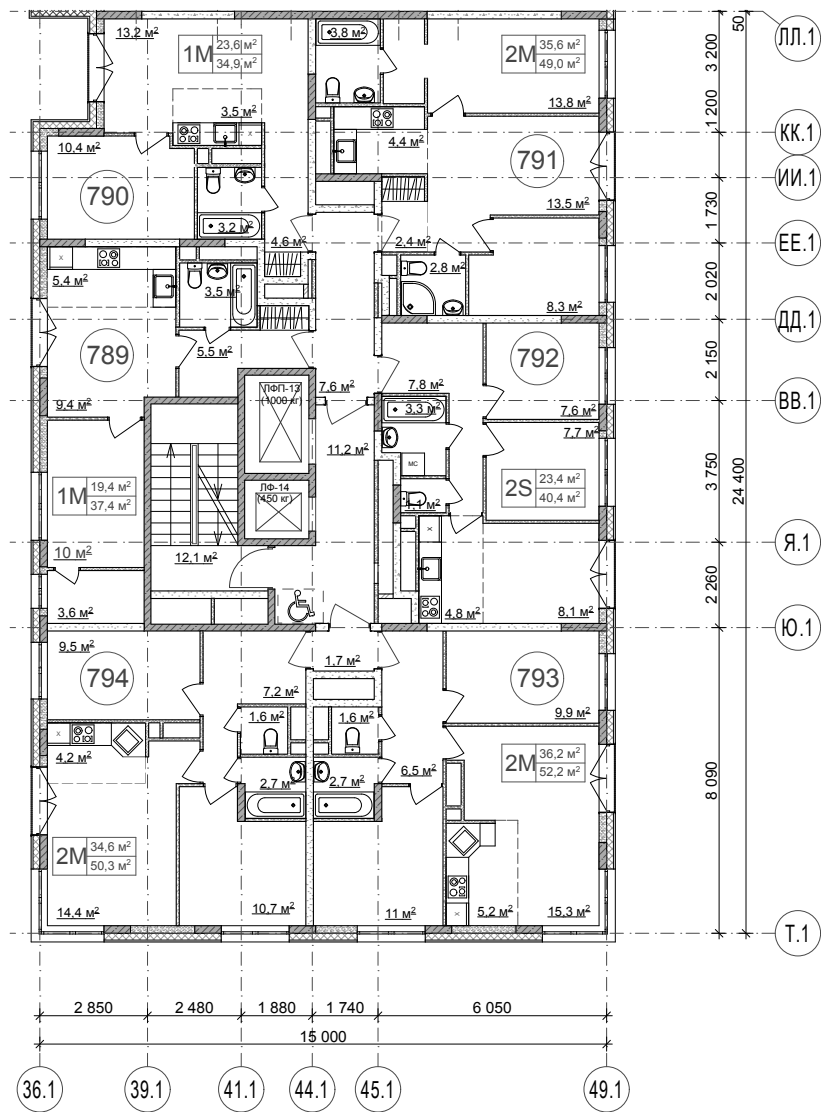 50
ЛЛ.1
13,2 м²
1М 23,6 м²
34,9 м²
3,8 м²
2М 35,6 м²
49,0 м²
3 200
3,5 м²
13,8 м²
1 200
х
4,4 м²
КК.1
10,4 м²
791
790
ИИ.1
13,5 м²
1 730
3,2 м²
4,6 м²
2,4 м²
ЕЕ.1
х
5,4 м²
3,5 м²
2,8 м²
2 020
8,3 м²
ДД.1
789
5,5 м²
792
2 150
ЛФП-13
(1000 кг)
7,6 м²
7,8 м²
9,4 м²
3,3 м²
7,6 м²
ВВ.1
11,2 м²
7,7 м²
МС
1М 19,4 м²
37,4 м²
ЛФ-14
(450 кг)
2S 23,4 м²
40,4 м²
3 750
24 400
1,1 м²
х
10 м²
12,1 м²
Я.1
3,6 м²
4,8 м²
8,1 м²
2 260
Ю.1
9,5 м²
794
1,7 м²
793
7,2 м²
9,9 м²
1,6 м²
1,6 м²
х
4,2 м²
2,7 м²
2,7 м²
6,5 м²
2М 36,2 м²
52,2 м²
8 090
2М 34,6 м²
50,3 м²
14,4 м²
10,7 м²
11 м²
х
5,2 м²
15,3 м²
Т.1
2 850
2 480
1 880
1 740
6 050
15 000
36.1
39.1
41.1
44.1
45.1
49.1